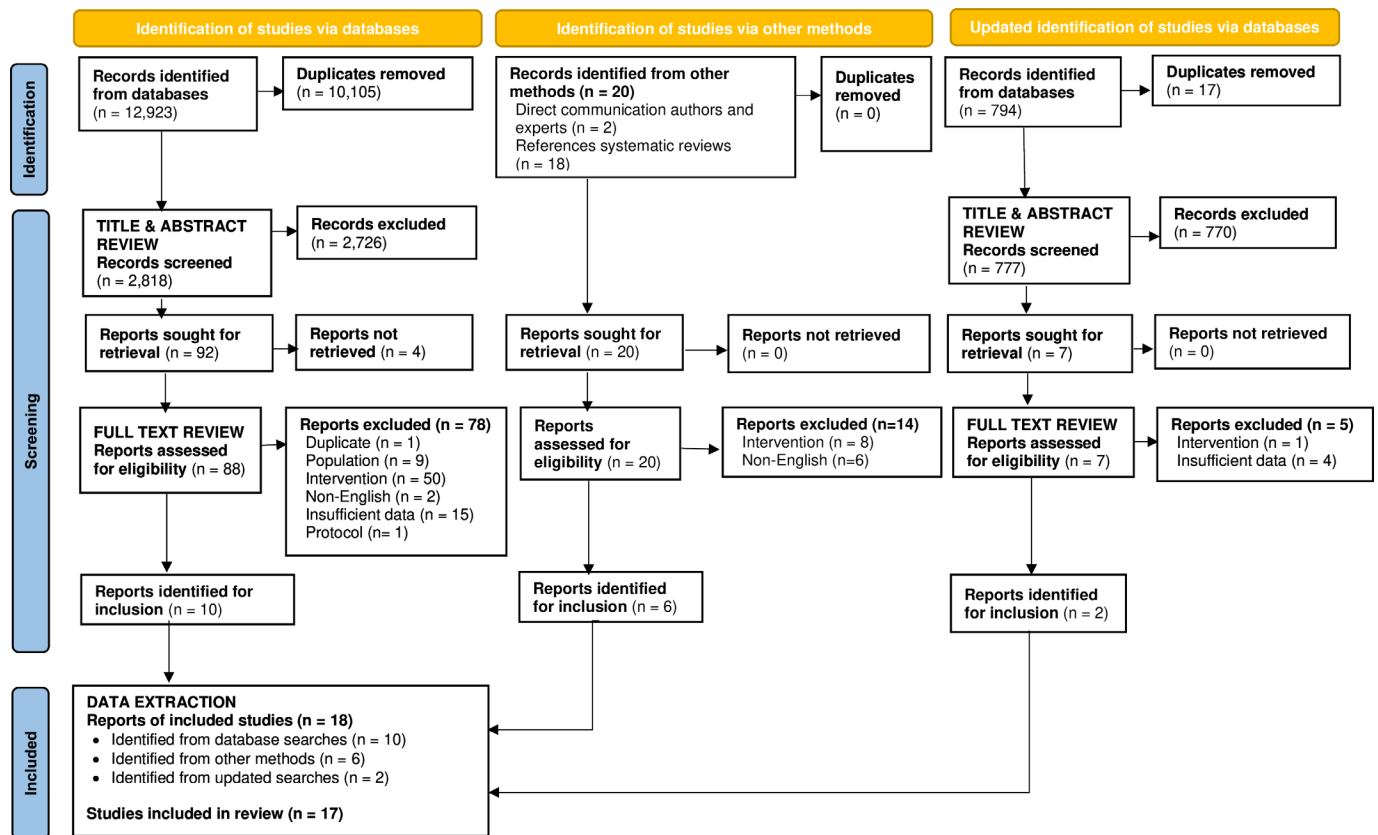 Identification of studies via databases
Identification of studies via other methods
Updated identification of studies via databases
Identification
Records identified
from databases
(n = 12,923)
Duplicates removed
(n = 10,105)
Records identified from other
methods (n = 20)
Direct communication authors and
experts (n = 2)
References systematic reviews
(n = 18)
Duplicates
removed
(n = 0)
Records identified
from databases
(n = 794)
Duplicates removed
(n = 17)
Screening
TITLE & ABSTRACT
REVIEW
Records screened
(n = 2,818)
Records excluded
(n = 2,726)
TITLE & ABSTRACT
REVIEW
Records screened
(n = 777)
Records excluded
(n = 770)
Reports sought for
retrieval (n = 92)
Reports not
retrieved (n = 4)
Reports sought for
retrieval (n = 20)
Reports not retrieved
(n = 0)
Reports sought for
retrieval (n = 7)
Reports not retrieved
(n = 0)
FULL TEXT REVIEW
Reports assessed
for eligibility (n = 88)
Reports excluded (n = 78)
Duplicate (n = 1)
Population (n = 9)
Intervention (n = 50)
Non-English (n = 2)
Insufficient data (n = 15)
Protocol (n= 1)
Reports
assessed for
eligibility (n = 20)
Reports excluded (n=14)
Intervention (n = 8)
Non-English (n=6)
FULL TEXT REVIEW
Reports assessed
for eligibility (n = 7)
Reports excluded (n = 5)
Intervention (n = 1)
Insufficient data (n = 4)
Reports identified for
inclusion (n = 10)
Reports identified
for inclusion (n = 6)
Reports identified
for inclusion (n = 2)
Included
DATA EXTRACTION
Reports of included studies (n = 18)
• Identified from database searches (n = 10)
• Identified from other methods (n = 6)
• Identified from updated searches (n = 2)
Studies included in review (n = 17)